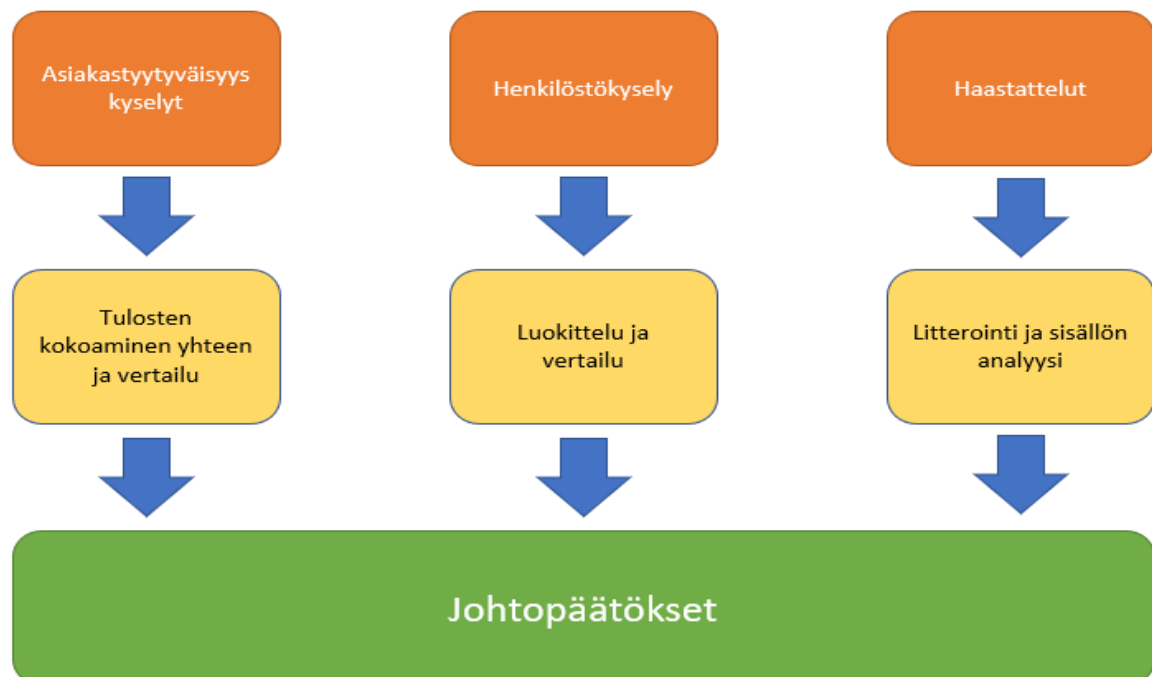 Asiakastyytyväisyys
kyselyt
Henkilöstökysely
Haastattelut
Tulosten
kokoaminen yhteen
ja vertailu
Luokittelu ja
vertailu
Litterointi ja sisällön
analyysi
Johtopäätökset